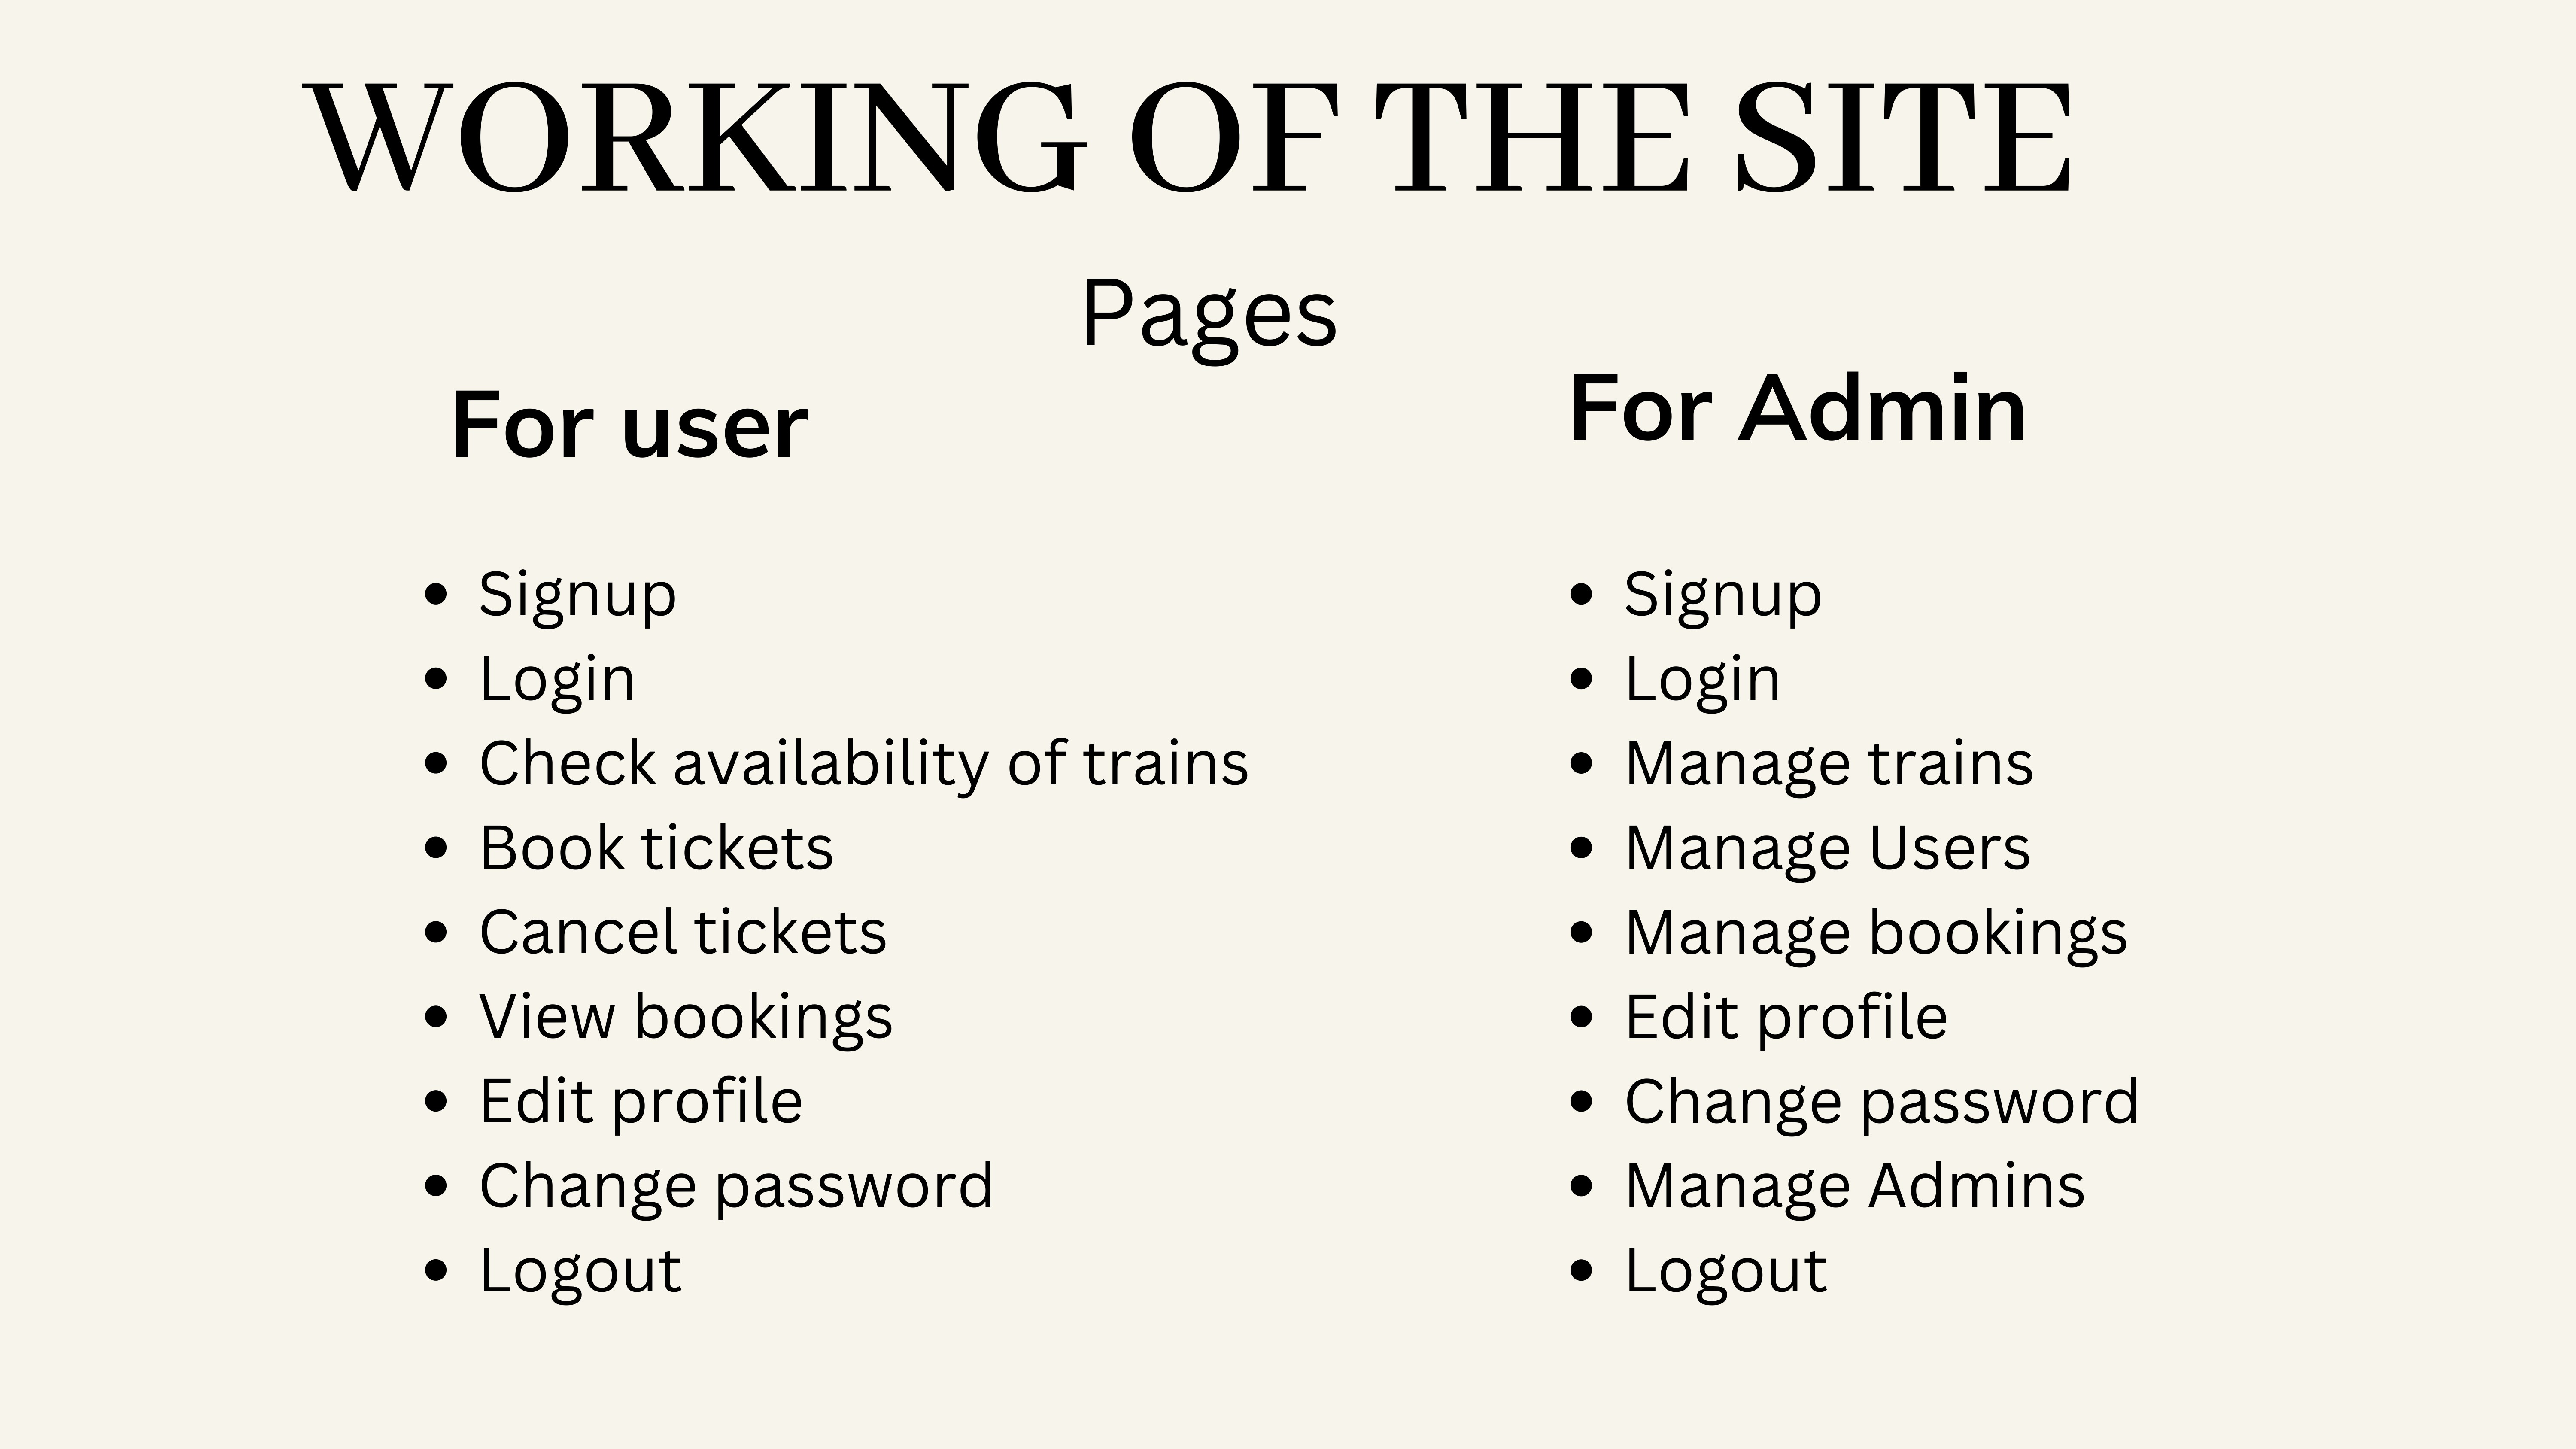 WORKING OF THE SITE
Pages
For user
• Signup
• Login
• Check availability of trains
• Book tickets
• Cancel tickets
• View bookings
• Edit profile
• Change password
• Logout
For Admin
• Signup
• Login
• Manage trains
• Manage Users
• Manage bookings
• Edit profile
• Change password
• Manage Admins
• Logout